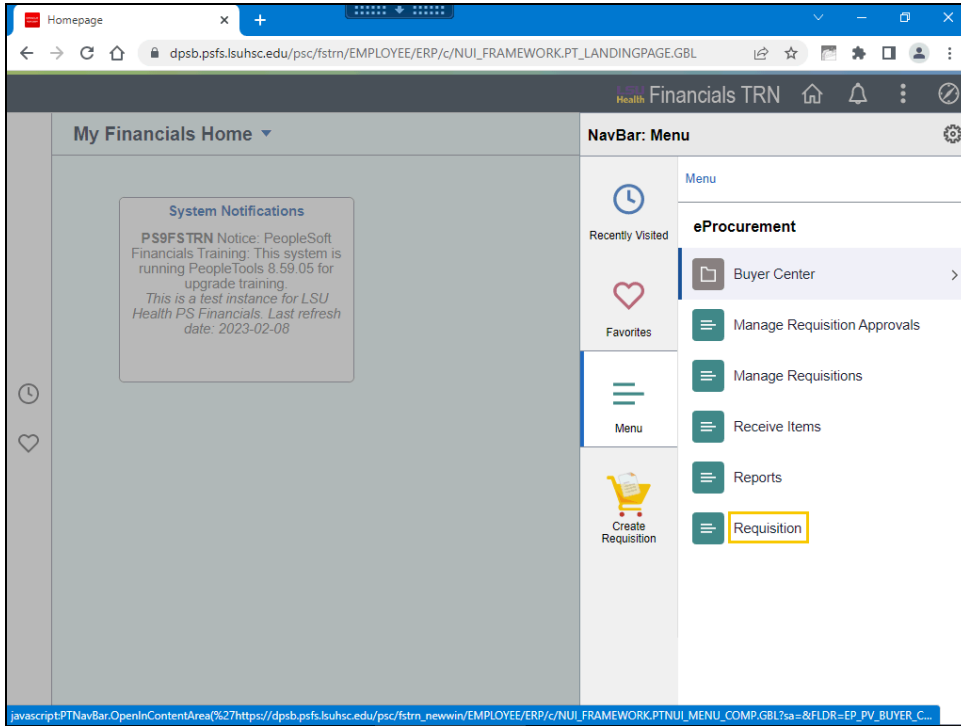 Homepage
dpsb.psfs.lsuhsc.edu/psc/fstrn/EMPLOYEE/ERP/c/NUI_FRAMEWORK.PT_LANDINGPAGE.GBL
Health Financials TRN
My Financials Home
NavBar: Menu
System Notifications
PS9FSTRN Notice: PeopleSoft
Financials Training: This system is
running PeopleTools 8.59.05 for
upgrade training.
This is a test instance for LSU
Health PS Financials. Last refresh
date: 2023-02-08
Recently Visited
Favorites
Menu
Create
Requisition
Menu
eProcurement
Buyer Center
Manage Requisition Approvals
Manage Requisitions
Receive Items
Reports
Requisition
javascript:PTNavBar.OpenInContentArea(%27https://dpsb.psfs.lsuhsc.edu/psc/fstrn_newwin/EMPLOYEE/ERP/c/NUI_FRAMEWORK.PTNUI_MENU_COMP.GBL?sa=&FLDR=EP_PV_BUYER_C...